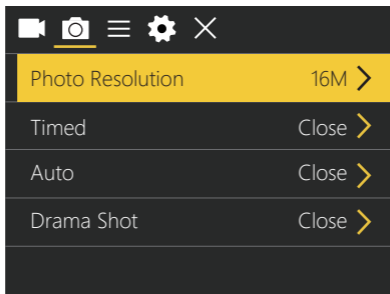 Photo Resolution 16M
Timed Close
Auto Close
Drama Shot Close